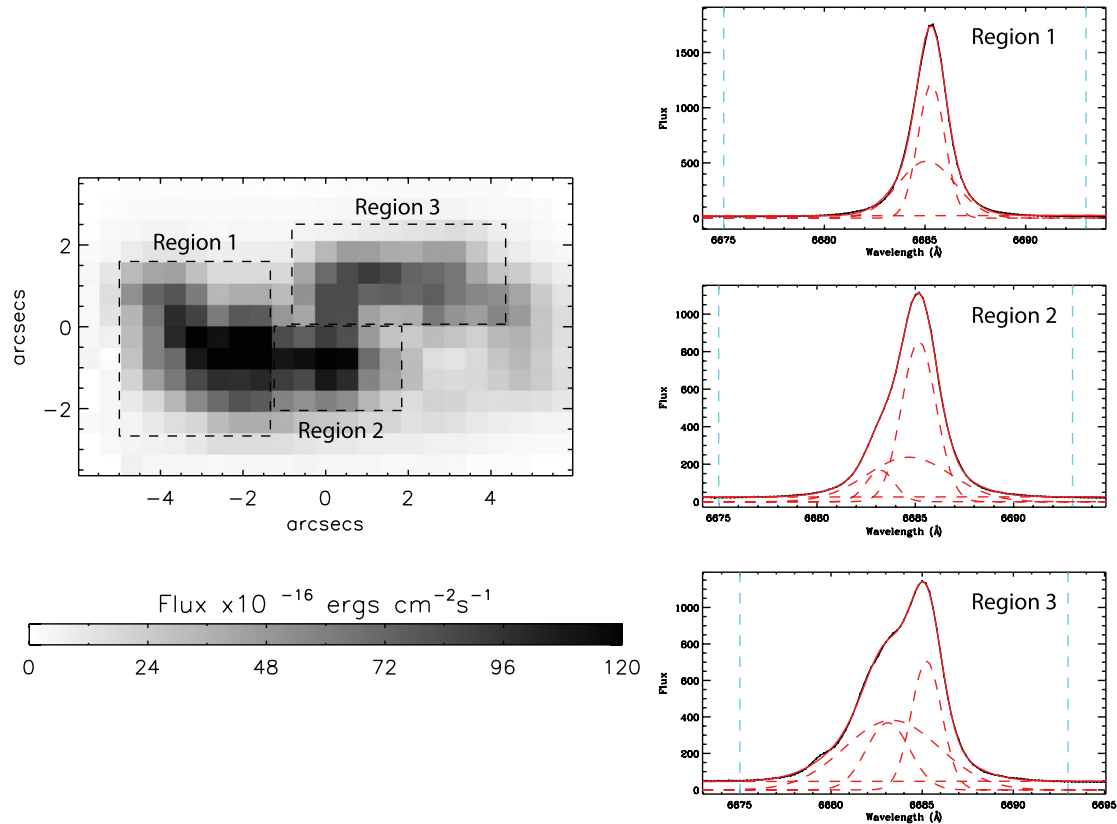 Region 1
Region 2
Region 3
2
0
−2
arcsecs
−4
−2
0
2
4
arcsecs
Flux x10 −16 ergs cm−2s−1
0
24
48
72
96
120
Region 1
Flux
1500
1000
500
0
6675
6680
6685
6690
Wavelength (Å)
Region 2
Flux
1000
800
600
400
200
0
6675
6680
6685
6690
Wavelength (Å)
Region 3
Flux
1000
800
600
400
200
0
6675
6680
6685
6690
6695
Wavelength (Å)